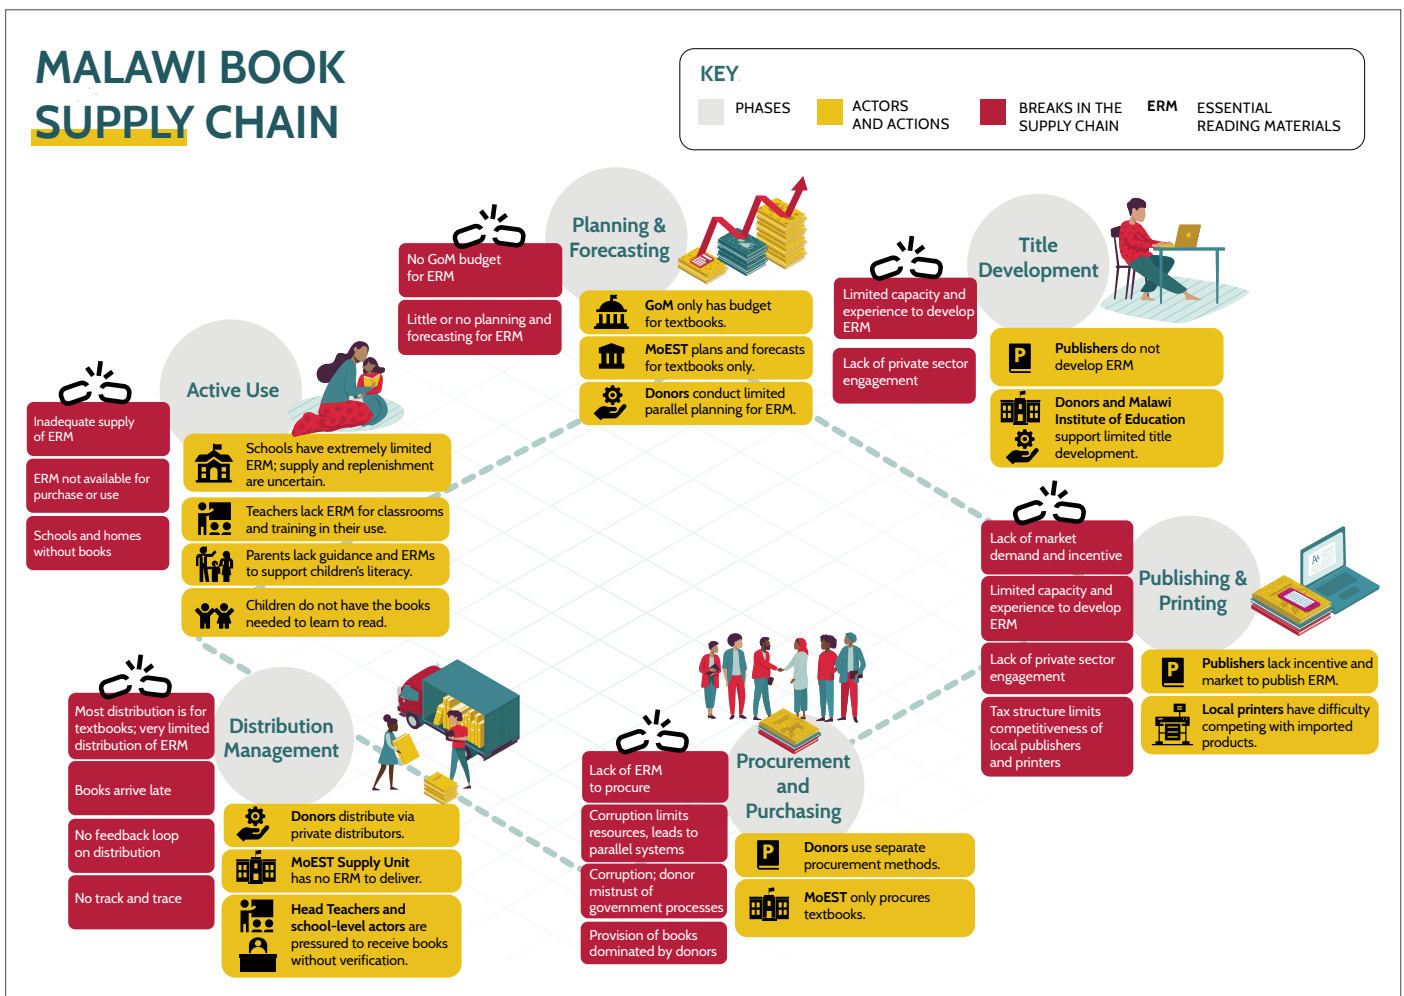 MALAWI BOOK
SUPPLY CHAIN
KEY
PHASES
ACTORS
AND ACTIONS
BREAKS IN THE
SUPPLY CHAIN
ERM
ESSENTIAL
READING MATERIALS
Planning &
Forecasting
No GoM budget
for ERM
Little or no planning and
forecasting for ERM
GoM only has budget
for textbooks.
MoEST plans and forecasts
for textbooks only.
Donors conduct limited
parallel planning for ERM.
Title
Development
Limited capacity and
experience to develop
ERM
Lack of private sector
engagement
P
Publishers do not
develop ERM
Donors and Malawi
Institute of Education
support limited title
development.
Publishing &
Printing
Lack of market
demand and incentive
Limited capacity and
experience to develop
ERM
Lack of private sector
engagement
Tax structure limits
competitiveness of
local publishers
and printers
P
Publishers lack incentive and
market to publish ERM.
Local printers have difficulty
competing with imported
products.
Procurement
and
Purchasing
Lack of ERM
to procure
Corruption limits
resources, leads to
parallel systems
Corruption; donor
mistrust of
government processes
Provision of books
dominated by donors
P
Donors use separate
procurement methods.
MoEST only procures
textbooks.
Distribution
Management
Most distribution is for
textbooks; very limited
distribution of ERM
Books arrive late
No feedback loop
on distribution
No track and trace
Donors distribute via
private distributors.
MoEST Supply Unit
has no ERM to deliver.
Head Teachers and
school-level actors are
pressured to receive books
without verification.
Active Use
Inadequate supply
of ERM
ERM not available for
purchase or use
Schools and homes
without books
Schools have extremely limited
ERM; supply and replenishment
are uncertain.
Teachers lack ERM for classrooms
and training in their use.
Parents lack guidance and ERMs
to support children's literacy.
Children do not have the books
needed to learn to read.